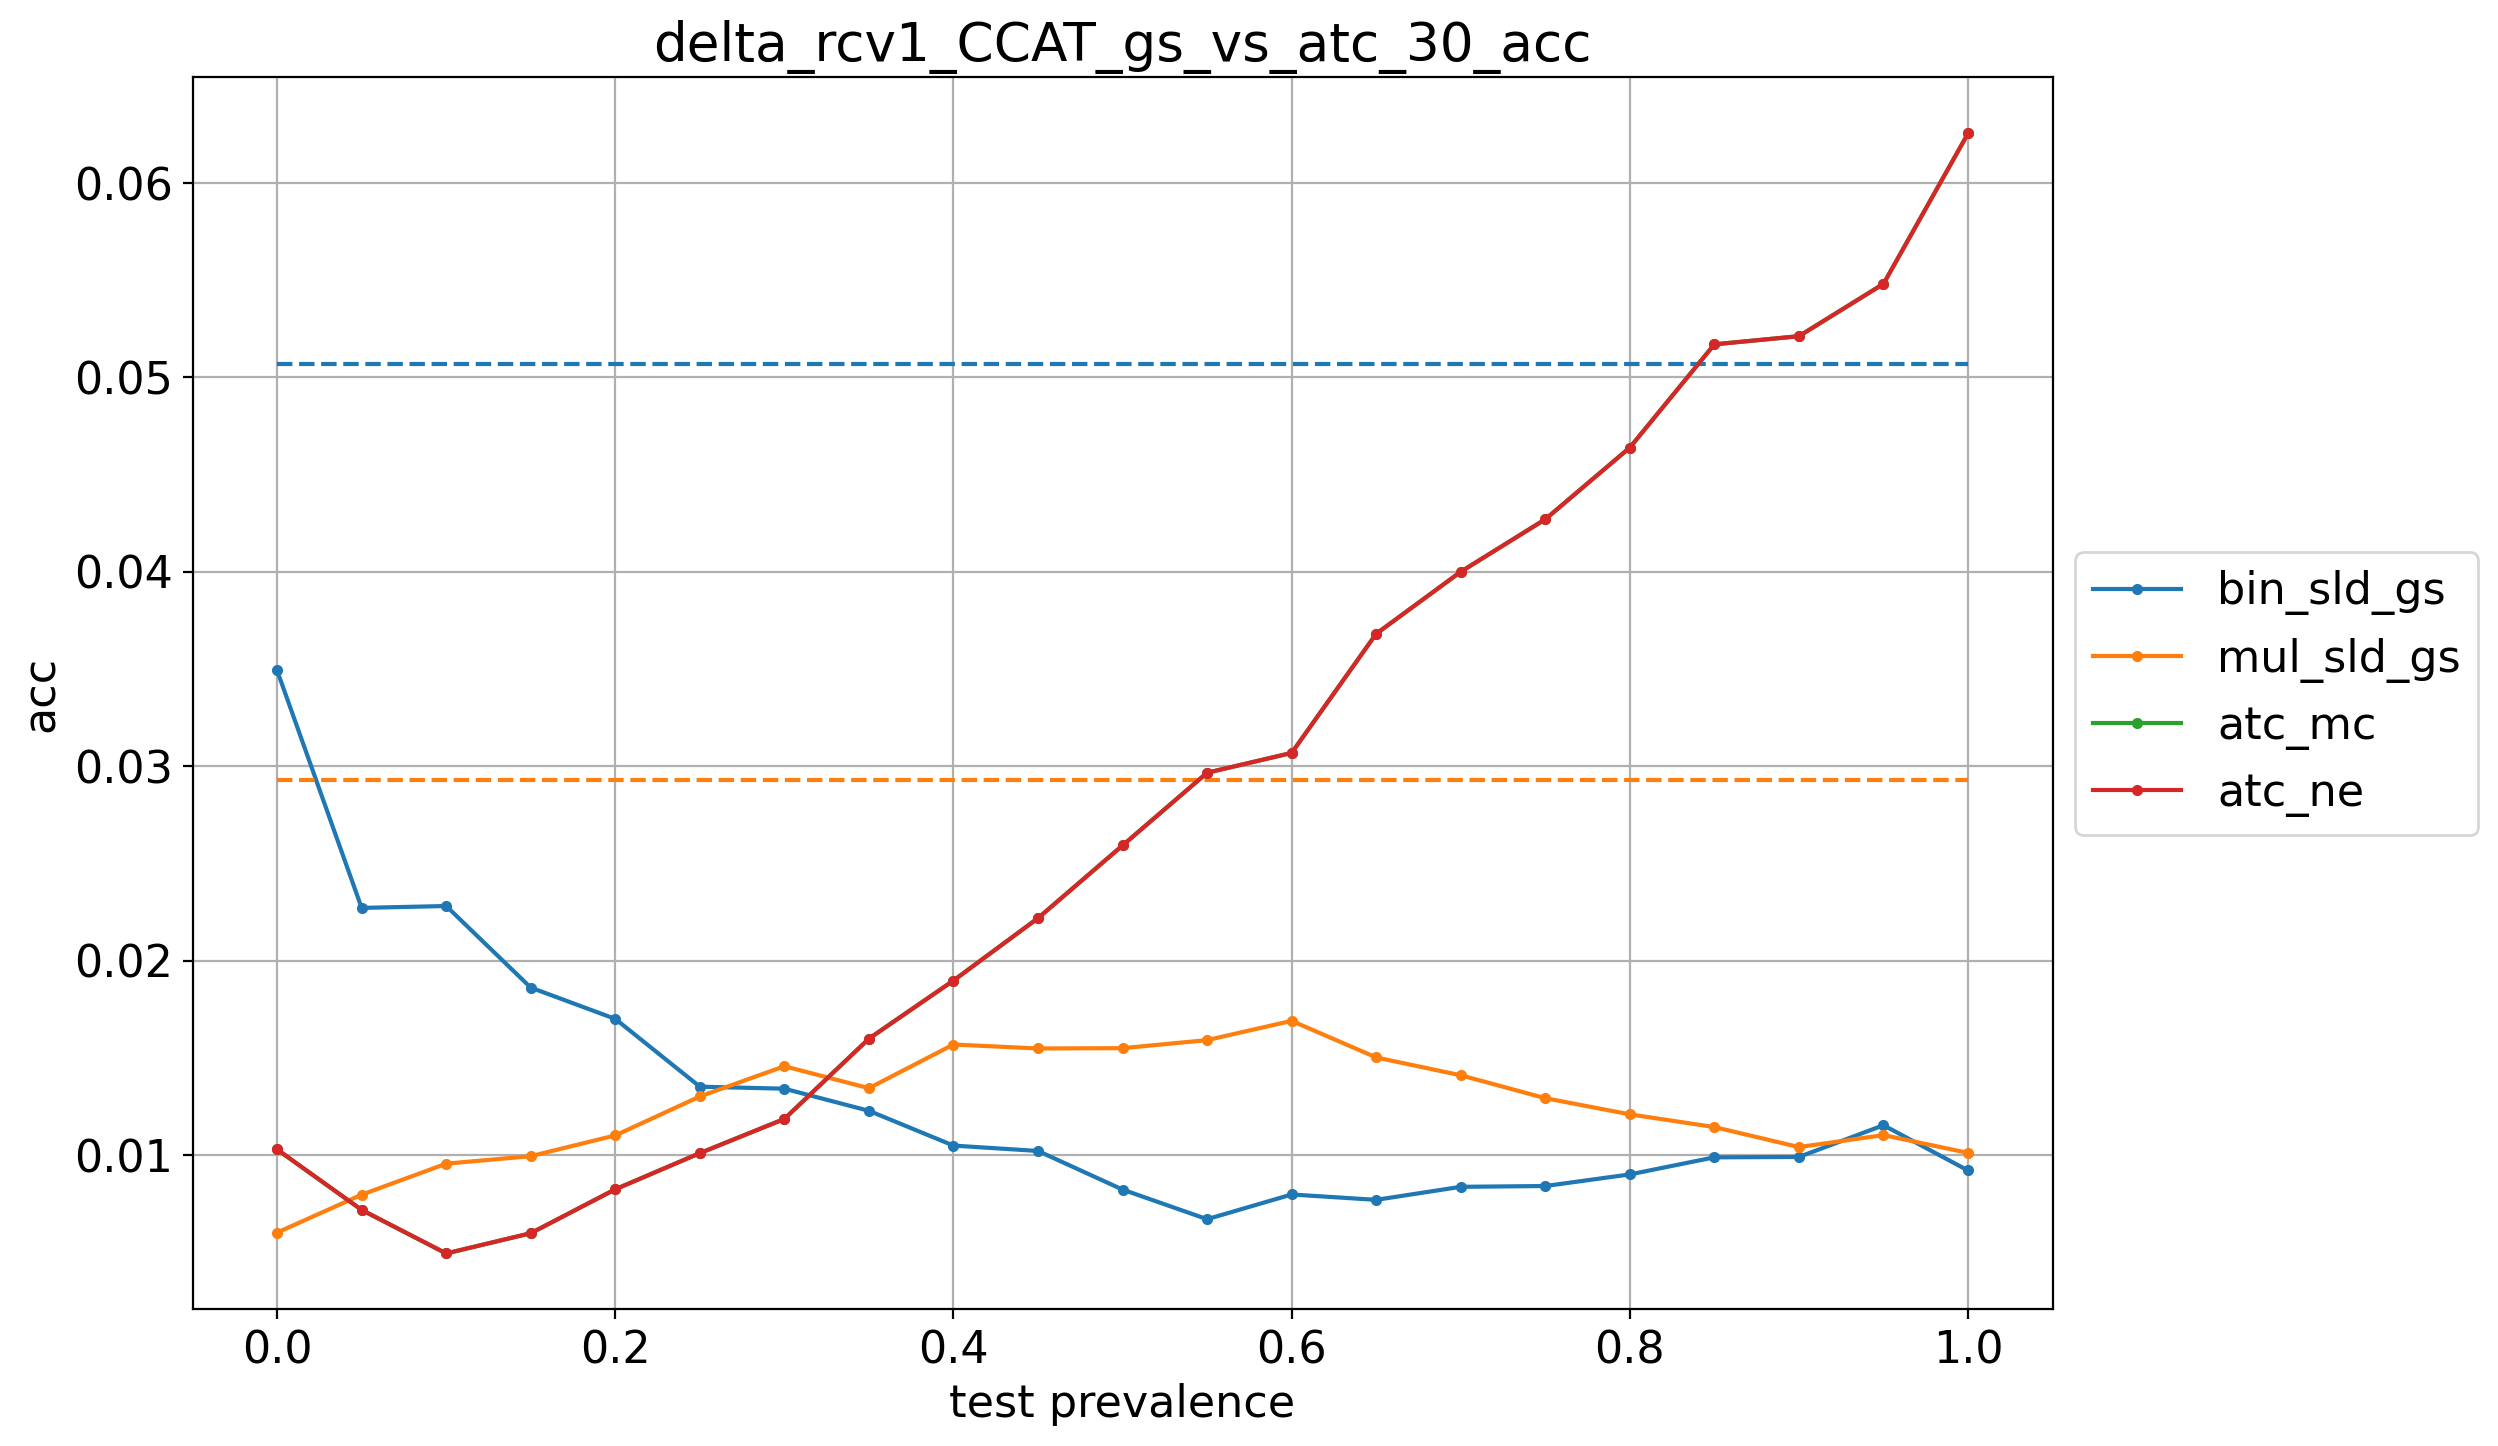 delta_rcv1_CCAT_gs_vs_atc_30_acc
0.06
0.05
0.04
0.03
0.02
0.01
acc
0.0 0.2 0.4 0.6 0.8 1.0
test prevalence
bin_sld_gs
mul_sld_gs
atc_mc
atc_ne